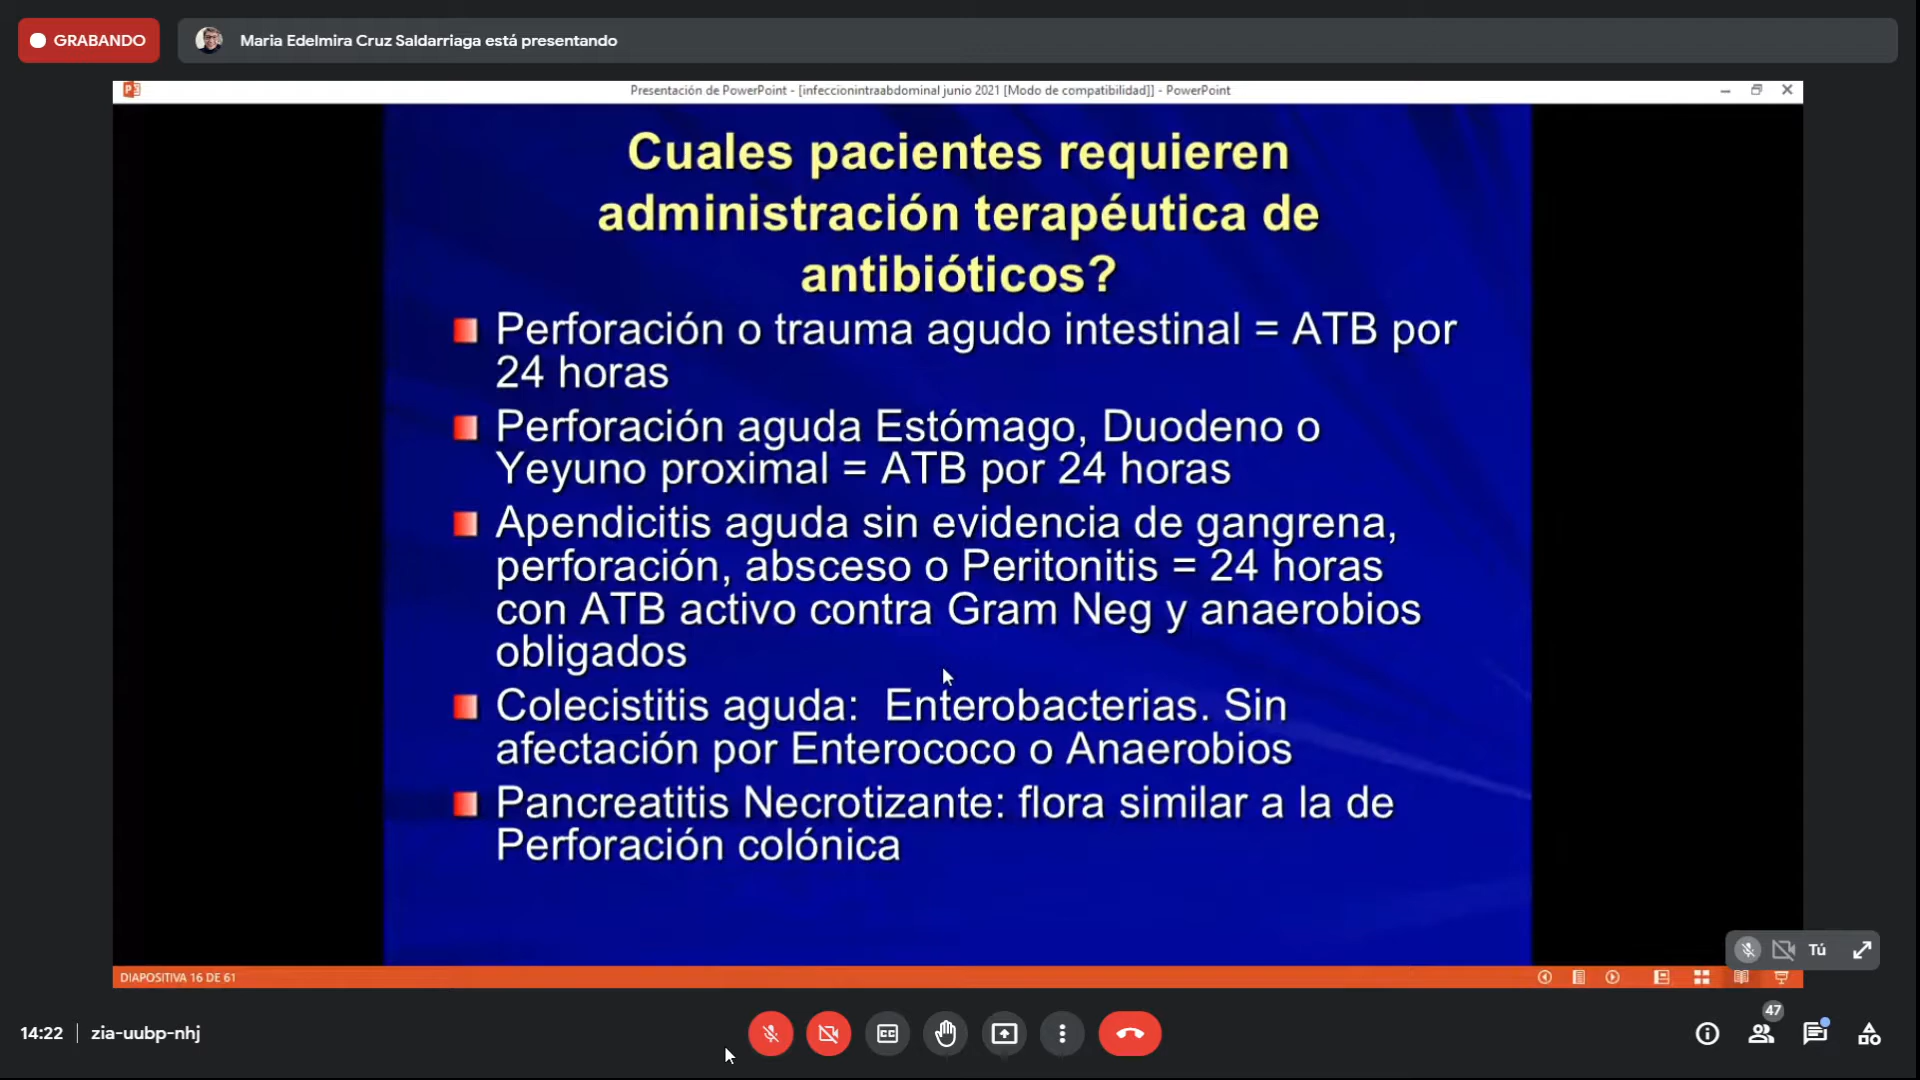 GRABANDO
Maria Edelmira Cruz Saldarriaga está presentando
Presentación de PowerPoint - [infeccionintraabdominal junio 2021 [Modo de compatibilidad]] - PowerPoint
Cuales pacientes requieren
administración terapéutica de
antibióticos?
Perforación o trauma agudo intestinal = ATB por
24 horas
Perforación aguda Estómago, Duodeno o
Yeyuno proximal = ATB por 24 horas
Apendicitis aguda sin evidencia de gangrena,
perforación, absceso o Peritonitis = 24 horas
con ATB activo contra Gram Neg y anaerobios
obligados
Colecistitis aguda: Enterobacterias. Sin
afectación por Enterococo o Anaerobios
Pancreatitis Necrotizante: flora similar a la de
Perforación colónica
Tú
DIAPOSITIVA 16 DE 61
14:22 | zia-uubp-nhj
CC
47